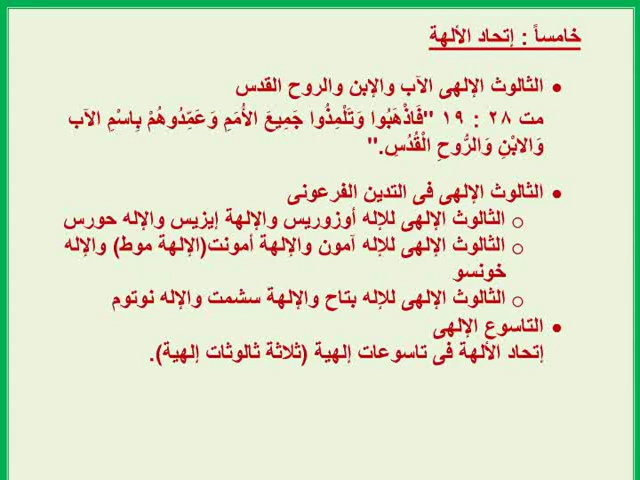 خامساً : إتحاد الألهة
• الثالوث الإلهى الآب والإبن والروح القدس
مت ٢٨ : ١٩ "فَاذْهَبُوا وَتَلْمِذُوا جَمِيعَ الأُمَمِ وَعَمِّدُوهُمْ بِاسْمِ الآب
وَالابْنِ وَالرُّوحِ الْقُدُسِ."
• الثالوث الإلهى فى التدين الفرعونى
o الثالوث الإلهى للإله أوزوريس والإلهة إيزيس والإله حورس
o الثالوث الإلهى للإله آمون والإلهة أمونت(الإلهة موط) والإله
خونسو
o الثالوث الإلهى للإله بتاح والإلهة سشمت والإله نوتوم
• التاسوع الإلهى
إتحاد الألهة فى تاسوعات إلهية (ثلاثة ثالوثات إلهية).